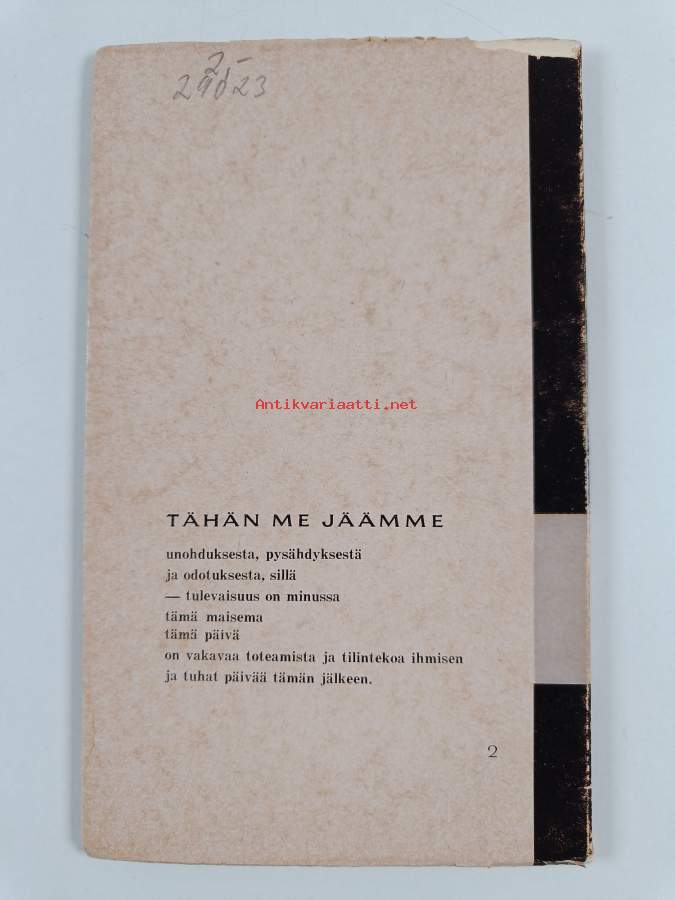 2-
29023
Antikvariaatti.net
TÄHÄN ME JÄÄMME
unohduksesta, pysähdyksestä
ja odotuksesta, sillä
— tulevaisuus on minussa
tämä maisema
tämä päivä
on vakavaa toteamista ja tilintekoa ihmisen
ja tuhat päivää tämän jälkeen.
2